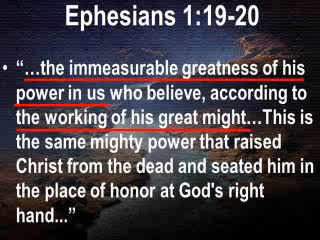 Ephesians 1:19-20
• “…the immeasurable greatness of his
power in us who believe, according to
the working of his great might…This is
the same mighty power that raised
Christ from the dead and seated him in
the place of honor at God's right
hand...”